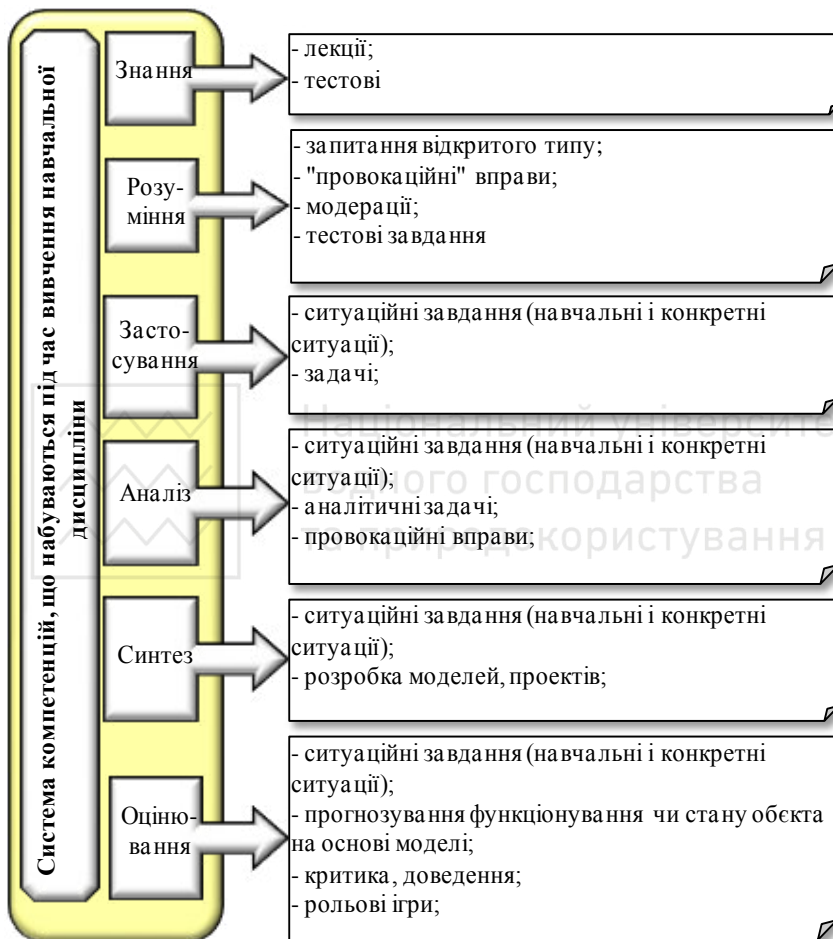 Система компетенцій, що набуваються під час вивчення навчальної
дисципліни
Знання
- лекції;
- тестові
Розу-
міння
- запитання відкритого типу;
- "провокаційні" вправи;
- модерації;
- тестові завдання
Засто-
сування
- ситуаційні завдання (навчальні і конкретні
ситуації);
- задачі;
Аналіз
- ситуаційні завдання (навчальні і конкретні
ситуації);
- аналітичні задачі;
- провокаційні вправи;
Синтез
- ситуаційні завдання (навчальні і конкретні
ситуації);
- розробка моделей, проектів;
Оціню-
вання
- ситуаційні завдання (навчальні і конкретні
ситуації);
- прогнозування функціонування чи стану обєкта
на основі моделі;
- критика, доведення;
- рольові ігри;
Національний університе
водного господарства
та природокористування